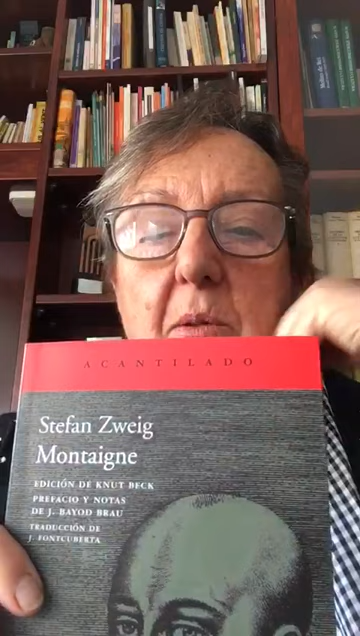 ACANTILADO
Stefan Zweig
Montaigne
EDICIÓN DE KNUT BECK
PREFACIO Y NOTAS
DE J. BAYOD BRAU
TRADUCCIÓN DE
J. FONTCUBERTA